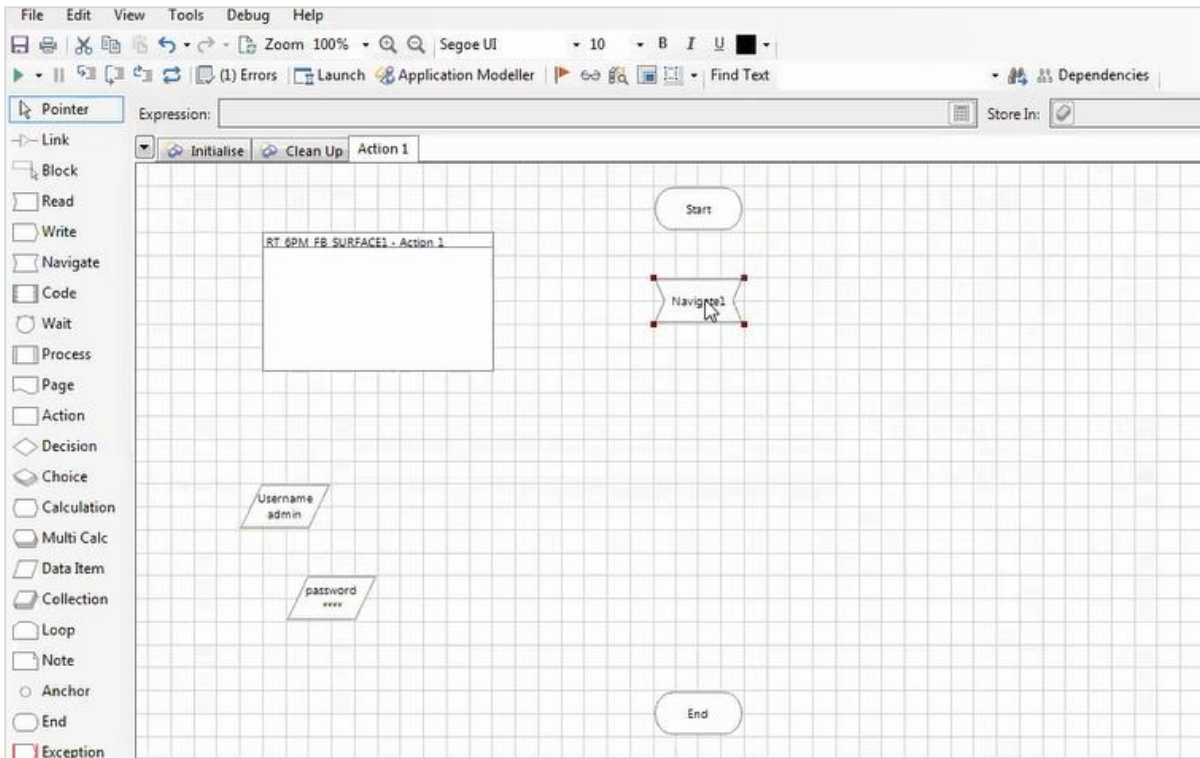 File Edit View Tools Debug Help
Zoom 100% Segoe UI 10 B I U
(1) Errors Launch Application Modeller Find Text Dependencies
Pointer
Expression: Store In:
Link
Initialise Clean Up Action 1
Block
Read
Start
Write
RT 6PM FB SURFACE1 - Action 1
Navigate
Code
Navigate1
Wait
Process
Page
Action
Decision
Choice
Username
admin
Calculation
Multi Calc
Data Item
password
****
Collection
Loop
Note
Anchor
End
End
Exception